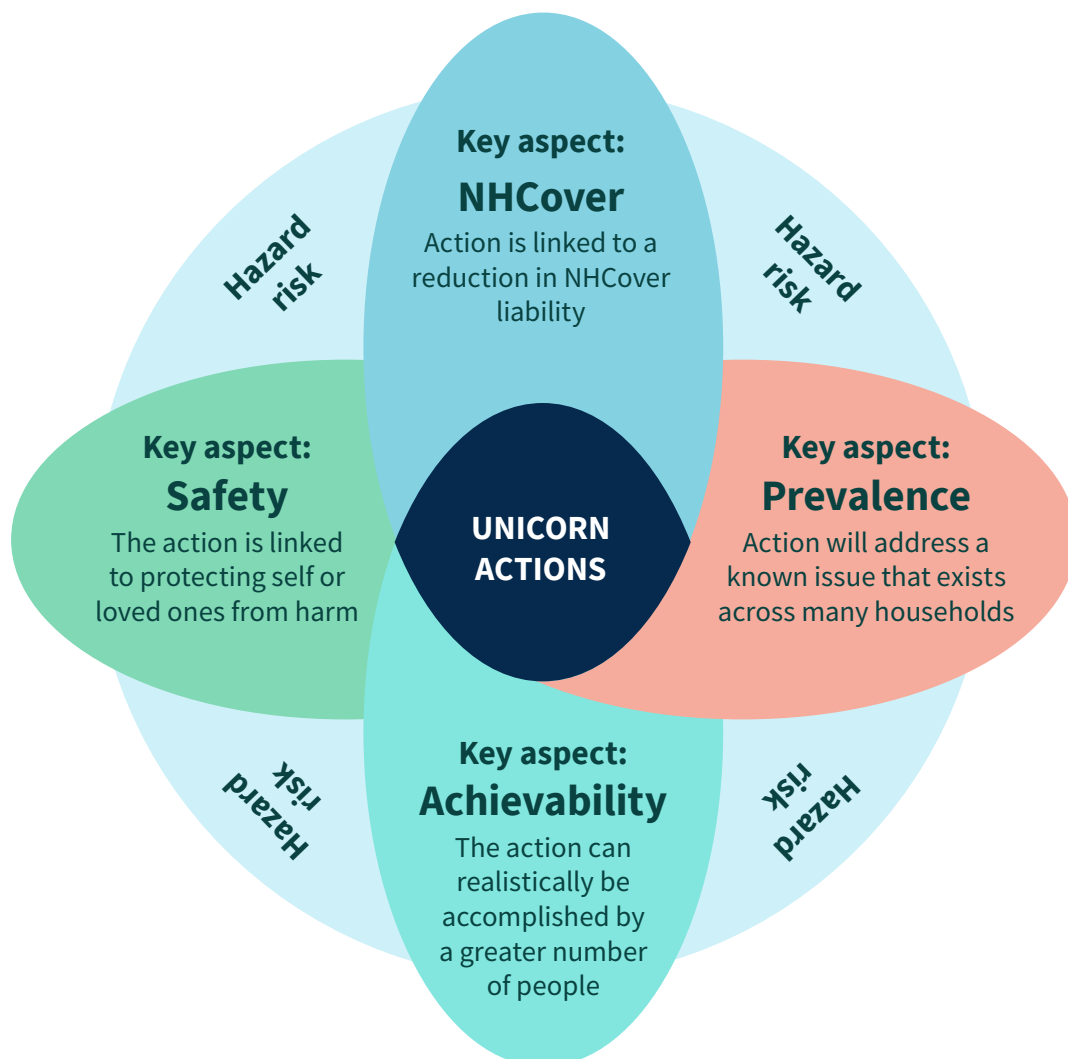 Key aspect:
NHCover
Action is linked to a
reduction in NHCover
liability
Hazard
risk
Hazard
risk
Key aspect:
Safety
The action is linked
to protecting self or
loved ones from harm
UNICORN
ACTIONS
Key aspect:
Prevalence
Action will address a
known issue that exists
across many households
Hazard
risk
Hazard
risk
Key aspect:
Achievability
The action can
realistically be
accomplished by
a greater number
of people